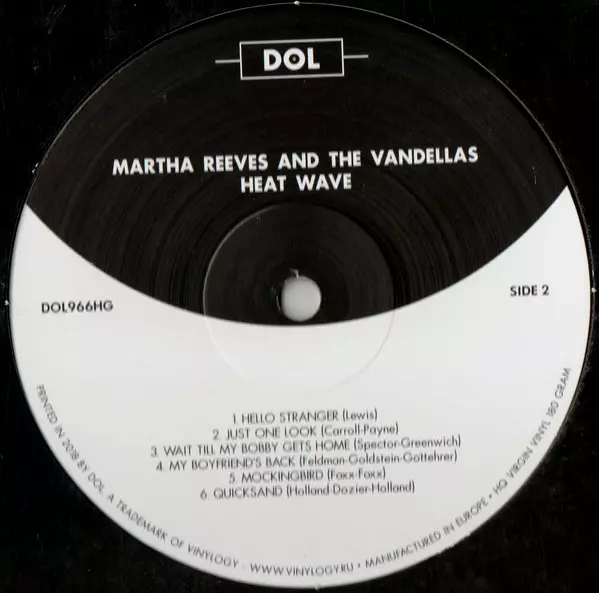 DOL
MARTHA REEVES AND THE VANDELLAS
HEAT WAVE
DOL966HG
SIDE 2
1. HELLO STRANGER (Lewis)
2. JUST ONE LOOK (Carroll-Payne)
3. WAIT TILL MY BOBBY GETS HOME (Spector-Greenwich)
4. MY BOYFRIEND'S BACK (Feldman-Goldstein-Gottehrer)
5. MOCKINGBIRD (Foxx-Foxx)
6. QUICKSAND (Holland-Dozier-Holland)
PRINTED IN 2018 BY DOL. A TRADEMARK OF VINYLOGY - WWW.VINYLOGY.RU • MANUFACTURED IN EUROPE • HQ VIRGIN VINYL 180 GRAM